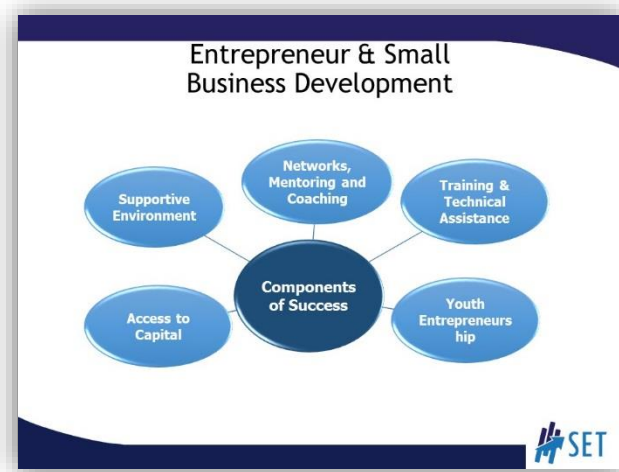 Entrepreneur & Small
Business Development
Networks,
Mentoring and
Coaching
Supportive
Environment
Training &
Technical
Assistance
Components
of Success
Access to
Capital
Youth
Entrepreneurs
hip
SET